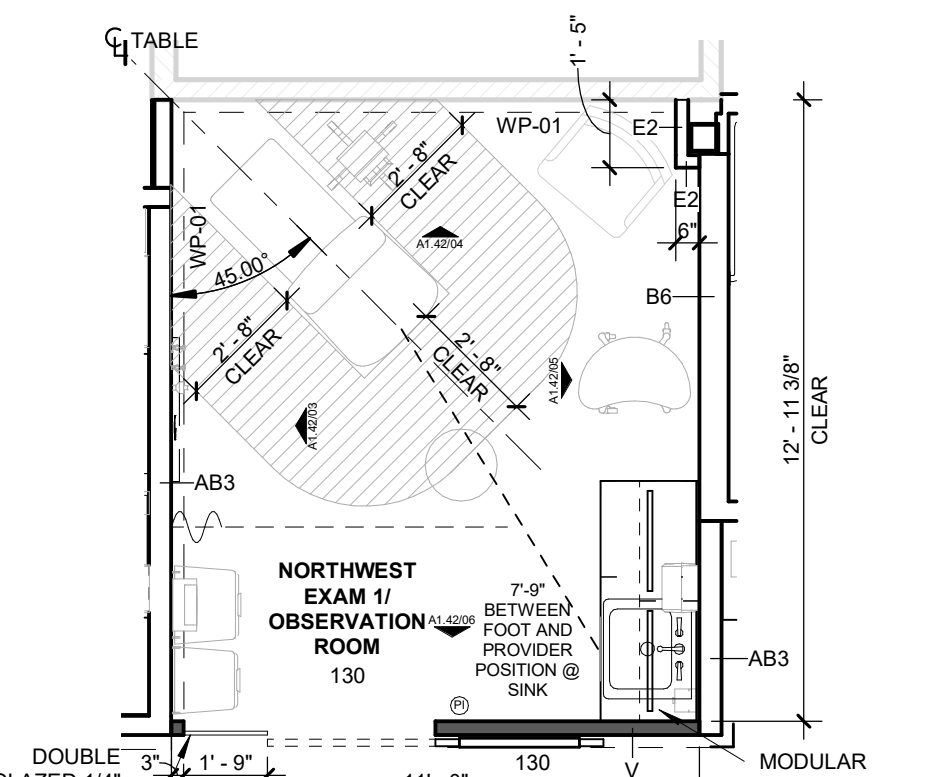 ℄ TABLE
1' - 5"
WP-01
E2
2' - 8"
CLEAR
E2
WP-01
A1.42/04
6"
45.00°
B6
2' - 8"
CLEAR
2' - 8"
CLEAR
A1.42/05
12' - 11 3/8"
CLEAR
A1.42/03
AB3
NORTHWEST
EXAM 1/
OBSERVATION
ROOM
130
A1.42/06
7'-9"
BETWEEN
FOOT AND
PROVIDER
POSITION @
SINK
AB3
PI
DOUBLE
3"
1' - 9"
130
V
MODULAR